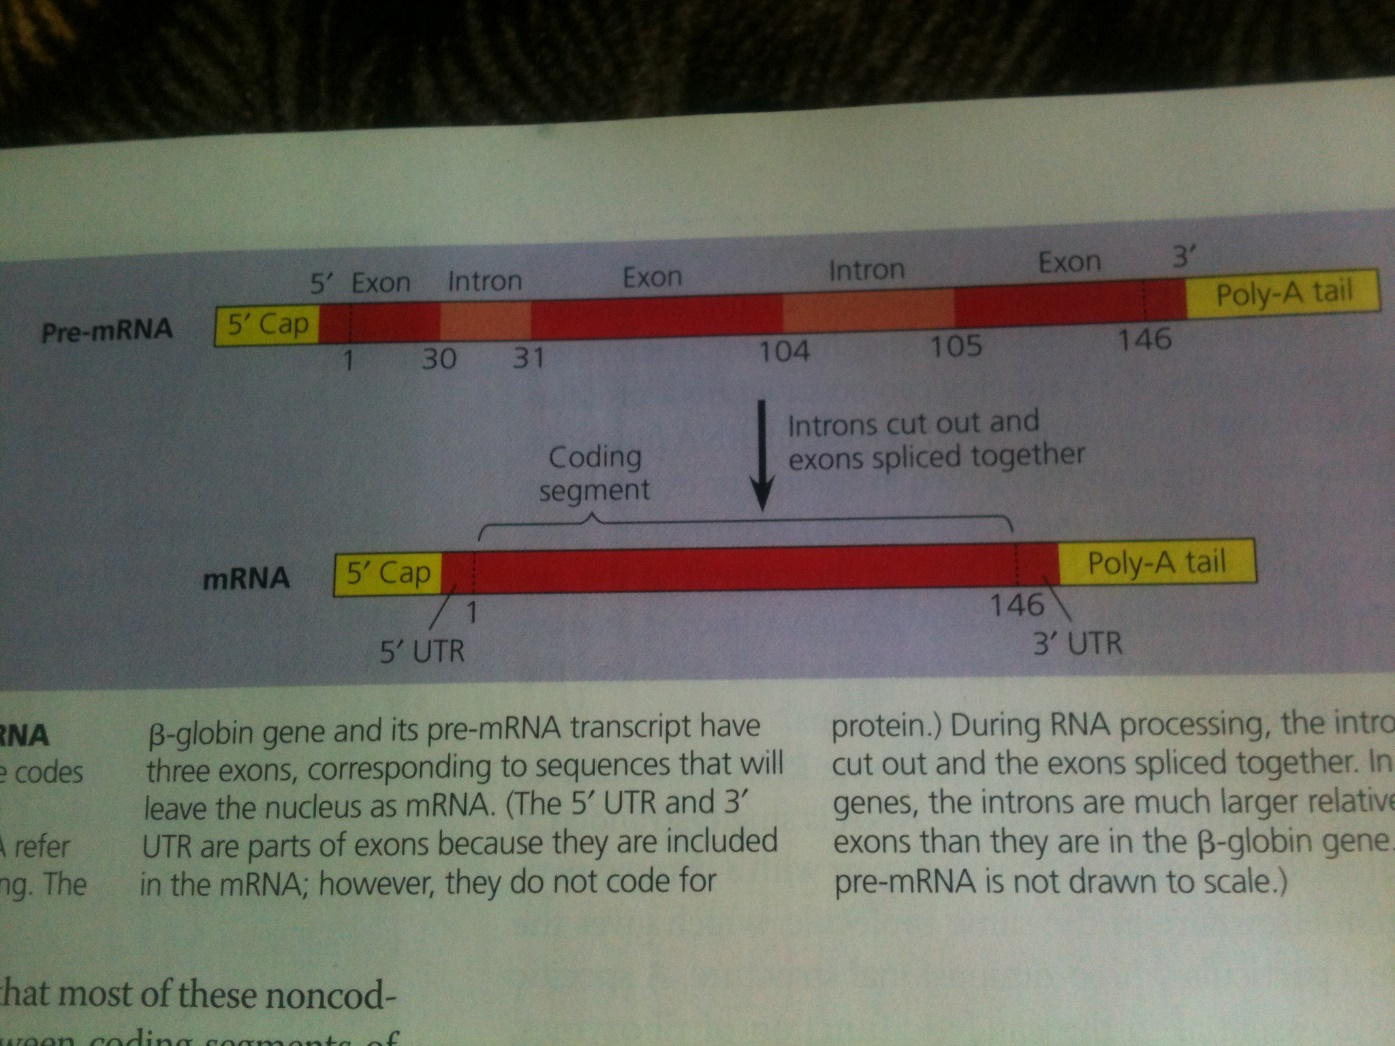 5′ Exon Intron Exon Intron Exon 3′
Pre-mRNA 5′ Cap Poly-A tail
1 30 31 104 105 146
Introns cut out and
exons spliced together
Coding
segment
mRNA 5′ Cap Poly-A tail
1 146
5′ UTR 3′ UTR
RNA
e codes
A refer
ng. The
β-globin gene and its pre-mRNA transcript have
three exons, corresponding to sequences that will
leave the nucleus as mRNA. (The 5′ UTR and 3′
UTR are parts of exons because they are included
in the mRNA; however, they do not code for
protein.) During RNA processing, the intro
cut out and the exons spliced together. In
genes, the introns are much larger relative
exons than they are in the β-globin gene.
pre-mRNA is not drawn to scale.)
that most of these noncod-
ween coding segments of